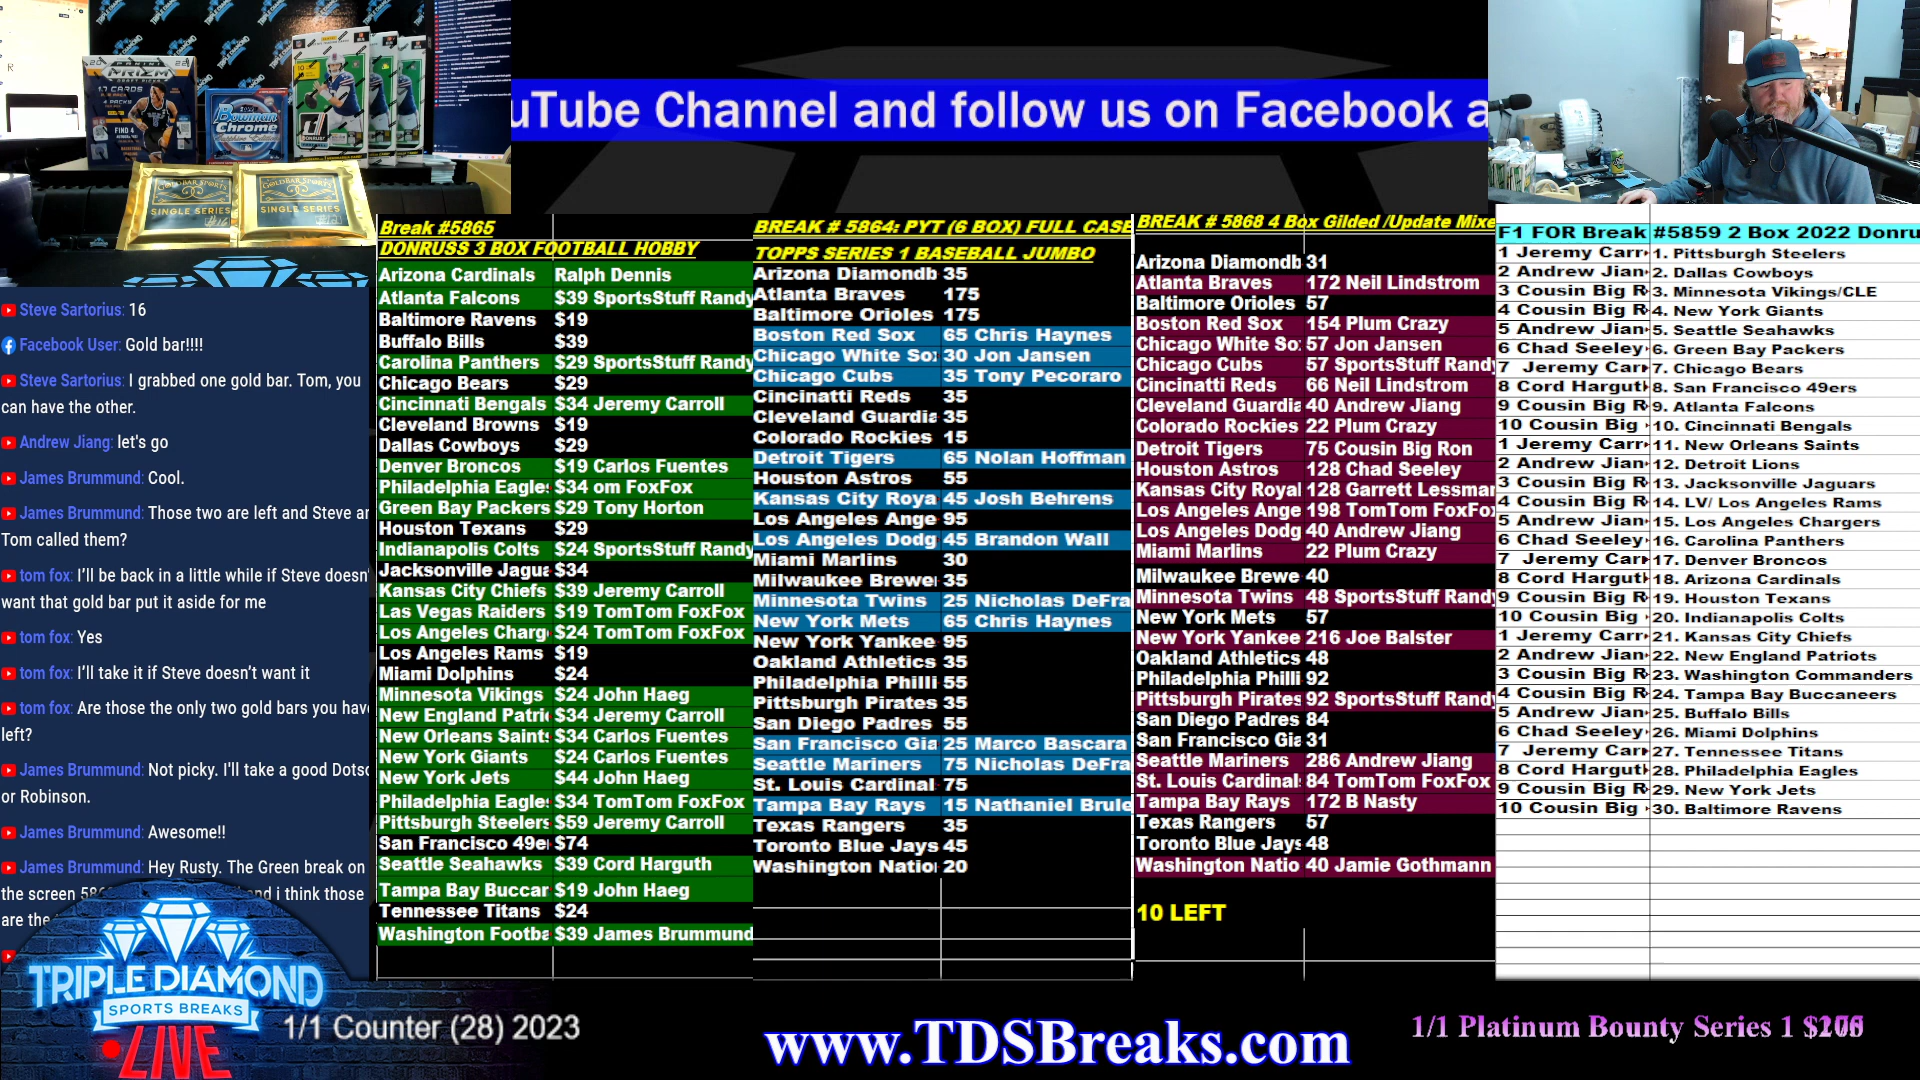 uTube Channel and follow us on Facebook a
PRIZM
17 CARDS
4 PACKS
FIND 4
Bowman
Chrome
DONRUSS
GOLDBAR SPORTS
SINGLE SERIES
#16
GOLDBAR SPORTS
SINGLE SERIES
Steve Sartorius: 16
Facebook User: Gold bar!!!!
Steve Sartorius: I grabbed one gold bar. Tom, you
can have the other.
Andrew Jiang: let's go
James Brummund: Cool.
James Brummund: Those two are left and Steve an
Tom called them?
tom fox: I’ll be back in a little while if Steve doesn’
want that gold bar put it aside for me
tom fox: Yes
tom fox: I’ll take it if Steve doesn’t want it
tom fox: Are those the only two gold bars you have
left?
James Brummund: Not picky. I'll take a good Dotso
or Robinson.
James Brummund: Awesome!!
James Brummund: Hey Rusty. The Green break on
the screen 58 nd i think those
are the
TRIPLE DIAMOND
SPORTS BREAKS
LIVE
Break #5865
DONRUSS 3 BOX FOOTBALL HOBBY
Arizona Cardinals Ralph Dennis
Atlanta Falcons $39 SportsStuff Randy
Baltimore Ravens $19
Buffalo Bills $39
Carolina Panthers $29 SportsStuff Randy
Chicago Bears $29
Cincinnati Bengals $34 Jeremy Carroll
Cleveland Browns $19
Dallas Cowboys $29
Denver Broncos $19 Carlos Fuentes
Philadelphia Eagle $34 om FoxFox
Green Bay Packers $29 Tony Horton
Houston Texans $29
Indianapolis Colts $24 SportsStuff Randy
Jacksonville Jagua $34
Kansas City Chiefs $39 Jeremy Carroll
Las Vegas Raiders $19 TomTom FoxFox
Los Angeles Charg $24 TomTom FoxFox
Los Angeles Rams $19
Miami Dolphins $24
Minnesota Vikings $24 John Haeg
New England Patri $34 Jeremy Carroll
New Orleans Saint $34 Carlos Fuentes
New York Giants $24 Carlos Fuentes
New York Jets $44 John Haeg
Philadelphia Eagle $34 TomTom FoxFox
Pittsburgh Steelers $59 Jeremy Carroll
San Francisco 49e $74
Seattle Seahawks $39 Cord Harguth
Tampa Bay Buccar $19 John Haeg
Tennessee Titans $24
Washington Footba $39 James Brummund
BREAK # 5864: PYT (6 BOX) FULL CASE
TOPPS SERIES 1 BASEBALL JUMBO
Arizona Diamondb 35
Atlanta Braves 175
Baltimore Orioles 175
Boston Red Sox 65 Chris Haynes
Chicago White Sox 30 Jon Jansen
Chicago Cubs 35 Tony Pecoraro
Cincinatti Reds 35
Cleveland Guardia 35
Colorado Rockies 15
Detroit Tigers 65 Nolan Hoffman
Houston Astros 55
Kansas City Roya 45 Josh Behrens
Los Angeles Ange 95
Los Angeles Dodg 45 Brandon Wall
Miami Marlins 30
Milwaukee Brewe 35
Minnesota Twins 25 Nicholas DeFra
New York Mets 65 Chris Haynes
New York Yankee 95
Oakland Athletics 35
Philadelphia Philli 55
Pittsburgh Pirates 35
San Diego Padres 55
San Francisco Gia 25 Marco Bascara
Seattle Mariners 75 Nicholas DeFra
St. Louis Cardinal 75
Tampa Bay Rays 15 Nathaniel Brule
Texas Rangers 35
Toronto Blue Jays 45
Washington Natio 20
BREAK # 5868 4 Box Gilded /Update Mixe
Arizona Diamondb 31
Atlanta Braves 172 Neil Lindstrom
Baltimore Orioles 57
Boston Red Sox 154 Plum Crazy
Chicago White So 57 Jon Jansen
Chicago Cubs 57 SportsStuff Randy
Cincinatti Reds 66 Neil Lindstrom
Cleveland Guardia 40 Andrew Jiang
Colorado Rockies 22 Plum Crazy
Detroit Tigers 75 Cousin Big Ron
Houston Astros 128 Chad Seeley
Kansas City Royal 128 Garrett Lessmar
Los Angeles Ange 198 TomTom FoxFox
Los Angeles Dodg 40 Andrew Jiang
Miami Marlins 22 Plum Crazy
Milwaukee Brewe 40
Minnesota Twins 48 SportsStuff Randy
New York Mets 57
New York Yankee 216 Joe Balster
Oakland Athletics 48
Philadelphia Philli 92
Pittsburgh Pirates 92 SportsStuff Randy
San Diego Padres 84
San Francisco Gia 31
Seattle Mariners 286 Andrew Jiang
St. Louis Cardinal 84 TomTom FoxFox
Tampa Bay Rays 172 B Nasty
Texas Rangers 57
Toronto Blue Jays 48
Washington Natio 40 Jamie Gothmann
10 LEFT
F1 FOR Break #5859 2 Box 2022 Donru
1 Jeremy Carr 1. Pittsburgh Steelers
2 Andrew Jian 2. Dallas Cowboys
3 Cousin Big R 3. Minnesota Vikings/CLE
4 Cousin Big R 4. New York Giants
5 Andrew Jian 5. Seattle Seahawks
6 Chad Seeley 6. Green Bay Packers
7 Jeremy Carr 7. Chicago Bears
8 Cord Hargut 8. San Francisco 49ers
9 Cousin Big R 9. Atlanta Falcons
10 Cousin Big 10. Cincinnati Bengals
1 Jeremy Carr 11. New Orleans Saints
2 Andrew Jian 12. Detroit Lions
3 Cousin Big R 13. Jacksonville Jaguars
4 Cousin Big R 14. LV/ Los Angeles Rams
5 Andrew Jian 15. Los Angeles Chargers
6 Chad Seeley 16. Carolina Panthers
7 Jeremy Carr 17. Denver Broncos
8 Cord Hargut 18. Arizona Cardinals
9 Cousin Big R 19. Houston Texans
10 Cousin Big 20. Indianapolis Colts
1 Jeremy Carr 21. Kansas City Chiefs
2 Andrew Jian 22. New England Patriots
3 Cousin Big R 23. Washington Commanders
4 Cousin Big R 24. Tampa Bay Buccaneers
5 Andrew Jian 25. Buffalo Bills
6 Chad Seeley 26. Miami Dolphins
7 Jeremy Carr 27. Tennessee Titans
8 Cord Hargut 28. Philadelphia Eagles
9 Cousin Big R 29. New York Jets
10 Cousin Big 30. Baltimore Ravens
1/1 Counter (28) 2023
www.TDSBreaks.com
1/1 Platinum Bounty Series 1